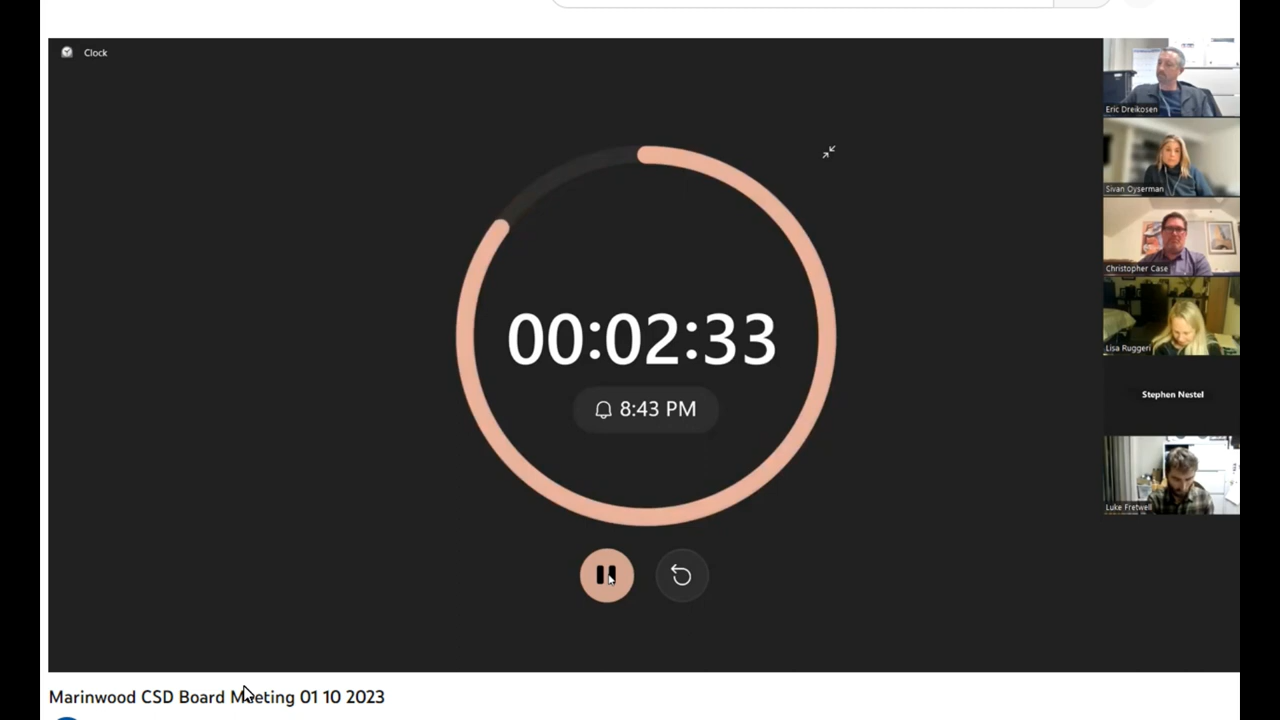 Clock
00:02:33
8:43 PM
Eric Dreikosen
Sivan Oyserman
Christopher Case
Lisa Ruggeri
Stephen Nestel
Luke Fretwell
Marinwood CSD Board Meeting 01 10 2023